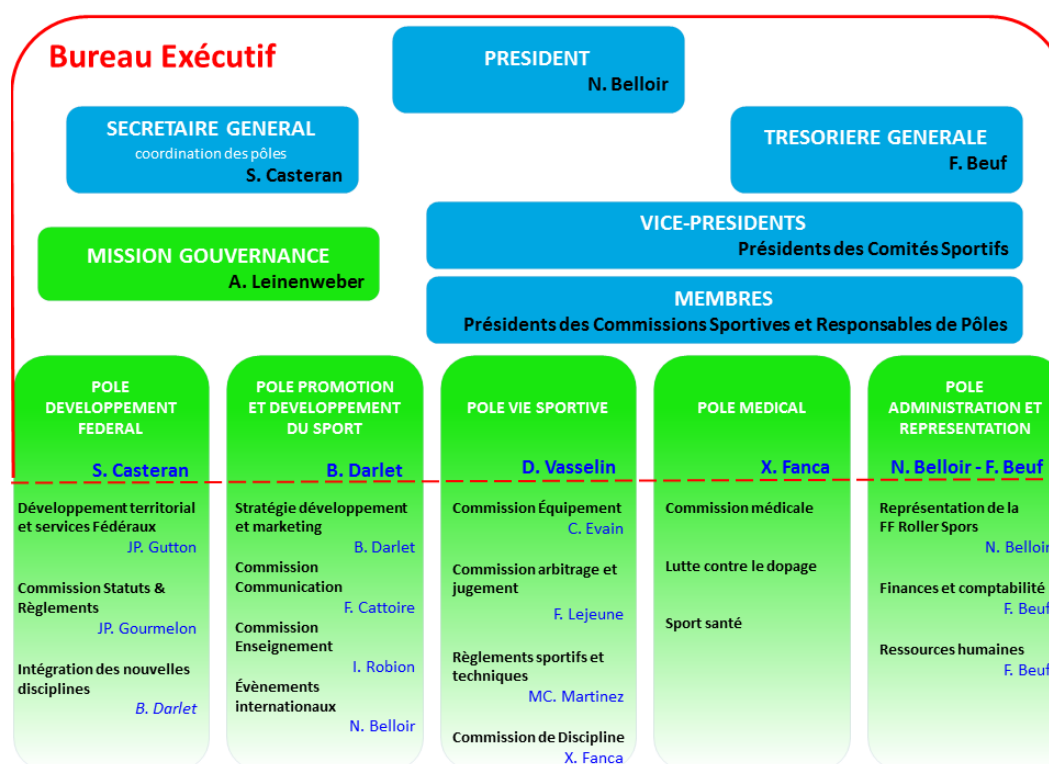 Bureau Exécutif
PRESIDENT
N. Belloir
SECRETAIRE GENERAL
coordination des pôles
S. Casteran
TRESORIERE GENERALE
F. Beuf
MISSION GOUVERNANCE
A. Leinenweber
VICE-PRESIDENTS
Présidents des Comités Sportifs
MEMBRES
Présidents des Commissions Sportives et Responsables de Pôles
POLE
DEVELOPPEMENT
FEDERAL
S. Casteran
Développement territorial
et services Fédéraux
JP. Gutton
Commission Statuts &
Règlements
JP. Gourmelon
Intégration des nouvelles
disciplines
B. Darlet
POLE PROMOTION
ET DEVELOPPEMENT
DU SPORT
B. Darlet
Stratégie développement
et marketing
B. Darlet
Commission
Communication
F. Cattoire
Commission
Enseignement
I. Robion
Évènements
internationaux
N. Belloir
POLE VIE SPORTIVE
D. Vasselin
Commission Équipement
C. Evain
Commission arbitrage et
jugement
F. Lejeune
Règlements sportifs et
techniques
MC. Martinez
Commission de Discipline
X. Fanca
POLE MEDICAL
X. Fanca
Commission médicale
Lutte contre le dopage
Sport santé
POLE
ADMINISTRATION ET
REPRESENTATION
N. Belloir - F. Beuf
Représentation de la
FF Roller Spors
N. Belloir
Finances et comptabilité
F. Beuf
Ressources humaines
F. Beuf